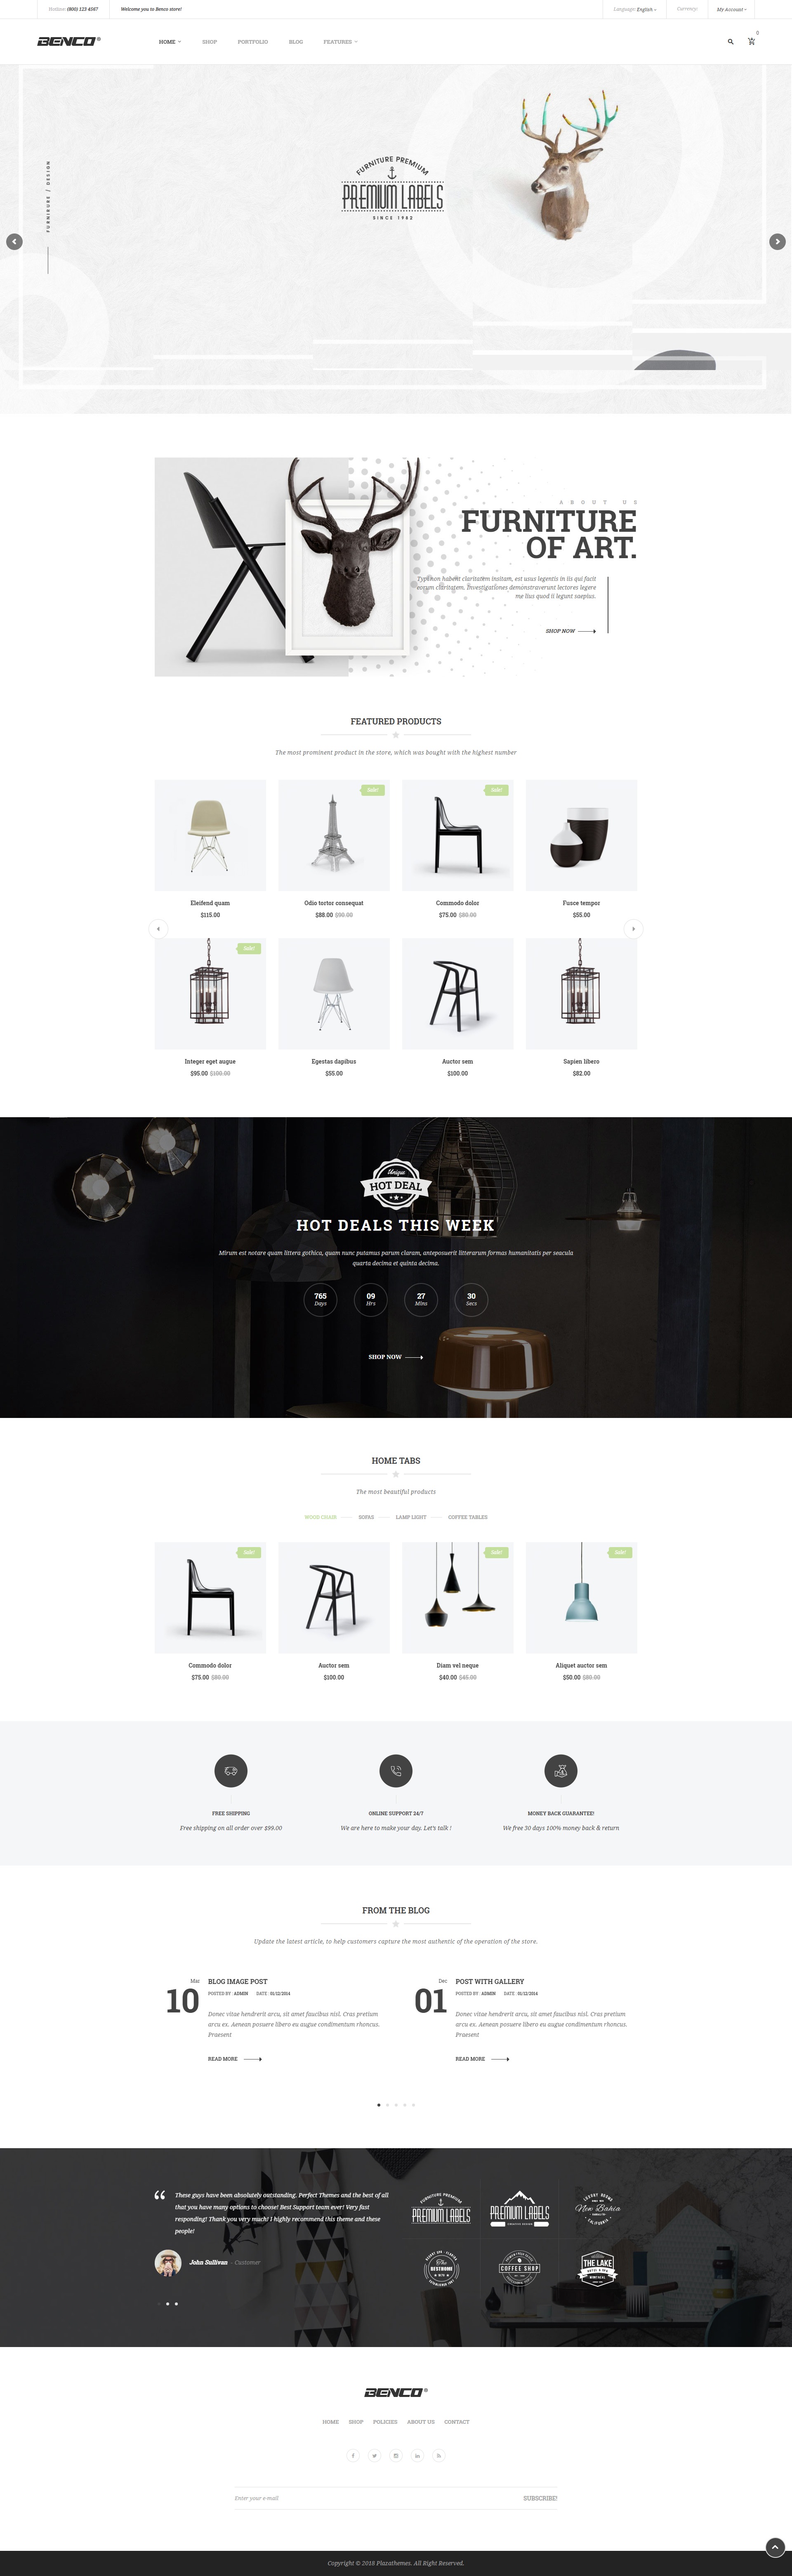 Hotline: (800) 123 4567
Welcome you to Benco store!
Language: English
Currency:
My Account
BENCO®
HOME
SHOP
PORTFOLIO
BLOG
FEATURES
0
FURNITURE / DESIGN
FURNITURE PREMIUM
PREMIUM LABELS
SINCE 1982
ABOUT US
FURNITURE
OF ART.
Typi non habent claritatem insitam, est usus legentis in iis qui facit
eorum claritatem. Investigationes demonstraverunt lectores legere
me lius quod ii legunt saepius.
SHOP NOW
FEATURED PRODUCTS
The most prominent product in the store, which was bought with the highest number
Sale!
Sale!
Eleifend quam
Odio tortor consequat
Commodo dolor
Fusce tempor
$115.00
$88.00 $90.00
$75.00 $80.00
$55.00
Sale!
Integer eget augue
Egestas dapibus
Auctor sem
Sapien libero
$95.00 $100.00
$55.00
$100.00
$82.00
Unique
HOT DEAL
HOT DEALS THIS WEEK
Mirum est notare quam littera gothica, quam nunc putamus parum claram, anteposuerit litterarum formas humanitatis per seacula
quarta decima et quinta decima.
765 09 27 30
Days Hrs Mins Secs
SHOP NOW
HOME TABS
The most beautiful products
WOOD CHAIR
SOFAS
LAMP LIGHT
COFFEE TABLES
Sale!
Sale!
Sale!
Commodo dolor
Auctor sem
Diam vel neque
Aliquet auctor sem
$75.00 $80.00
$100.00
$40.00 $45.00
$50.00 $80.00
FREE SHIPPING
ONLINE SUPPORT 24/7
MONEY BACK GUARANTEE!
Free shipping on all order over $99.00
We are here to make your day. Let's talk !
We free 30 days 100% money back & return
FROM THE BLOG
Update the latest article, to help customers capture the most authentic of the operation of the store.
Mar
10
BLOG IMAGE POST
POSTED BY : ADMIN DATE : 01/12/2014
Donec vitae hendrerit arcu, sit amet faucibus nisl. Cras pretium
arcu ex. Aenean posuere libero eu augue condimentum rhoncus.
Praesent
READ MORE
Dec
01
POST WITH GALLERY
POSTED BY : ADMIN DATE : 01/12/2014
Donec vitae hendrerit arcu, sit amet faucibus nisl. Cras pretium
arcu ex. Aenean posuere libero eu augue condimentum rhoncus.
Praesent
READ MORE
These guys have been absolutely outstanding. Perfect Themes and the best of all
that you have many options to choose! Best Support team ever! Very fast
responding! Thank you very much! I highly recommend this theme and these
people!
John Sullivan - Customer
FURNITURE PREMIUM
PREMIUM LABELS
PREMIUM LABELS
LUXURY RESORT
New Bahia
CALIFORNIA
The
BESTHOME
COFFEE SHOP
THE LAKE
BENCO®
HOME
SHOP
POLICIES
ABOUT US
CONTACT
Enter your e-mail
SUBSCRIBE!
Copyright © 2018 Plazathemes. All Right Reserved.